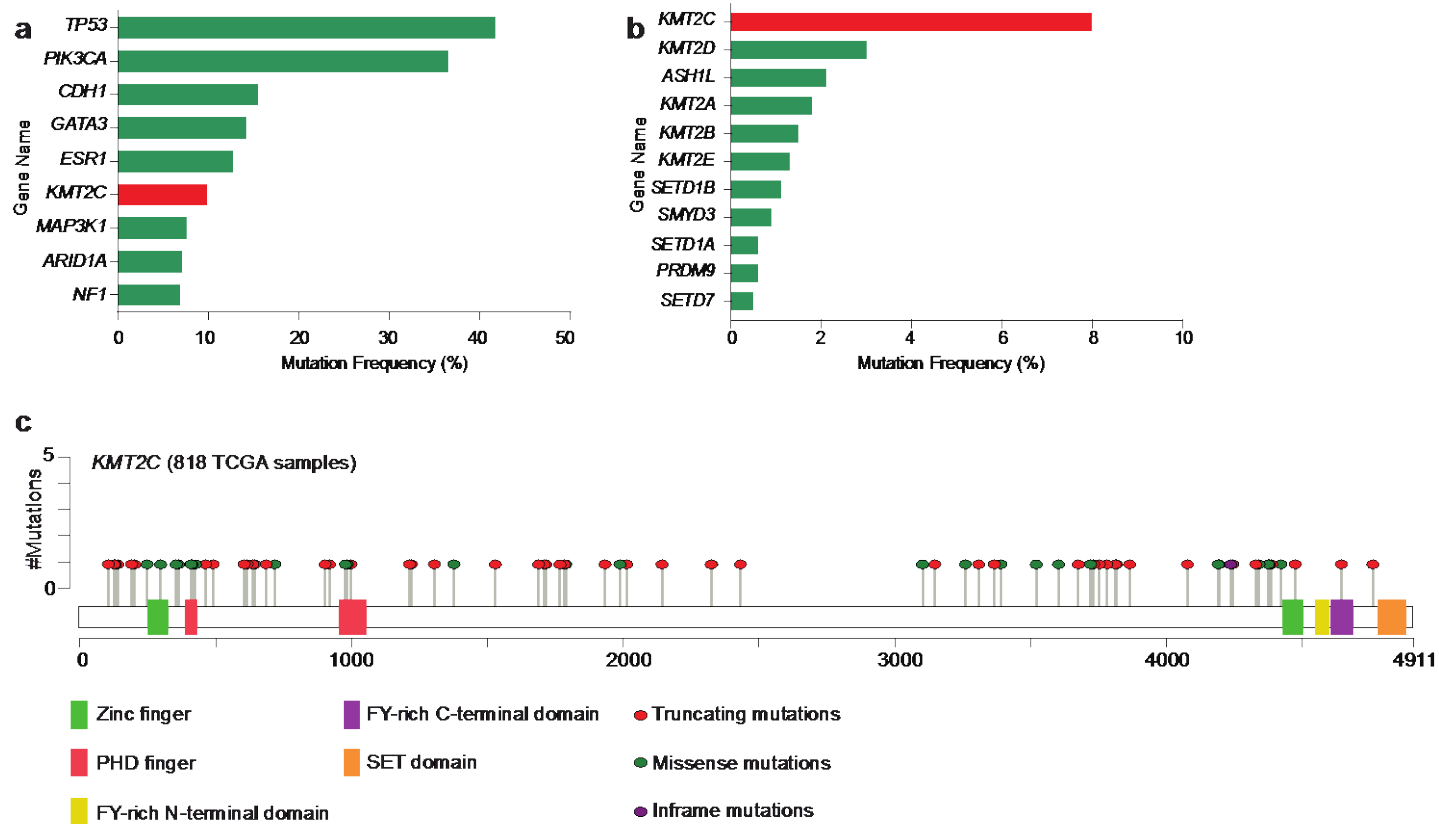 a
Gene Name
TP53
PIK3CA
CDH1
GATA3
ESR1
KMT2C
MAP3K1
ARID1A
NF1
0 10 20 30 40 50
Mutation Frequency (%)
b
Gene Name
KMT2C
KMT2D
ASH1L
KMT2A
KMT2B
KMT2E
SETD1B
SMYD3
SETD1A
PRDM9
SETD7
0 2 4 6 8 10
Mutation Frequency (%)
c
#Mutations
5
0
KMT2C (818 TCGA samples)
0 1000 2000 3000 4000 4911
Zinc finger
PHD finger
FY-rich N-terminal domain
FY-rich C-terminal domain
SET domain
Truncating mutations
Missense mutations
Inframe mutations